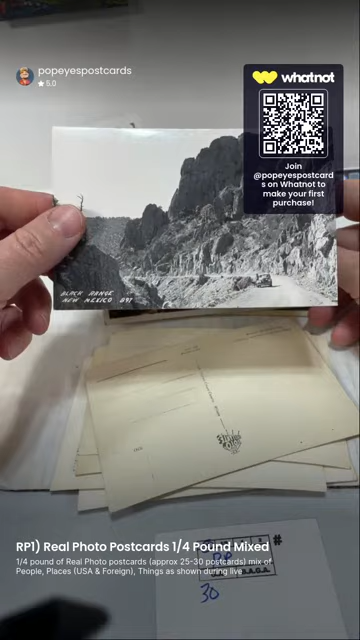 popeyespostcards
★ 5.0
whatnot
Join
@popeyespostcard
s on Whatnot to
make your first
purchase!
BLACK RANGE
NEW MEXICO 891
RP1) Real Photo Postcards 1/4 Pound Mixed
1/4 pound of Real Photo postcards (approx 25-30 postcards) mix of
People, Places (USA & Foreign), Things as shown during live
#
RP
30